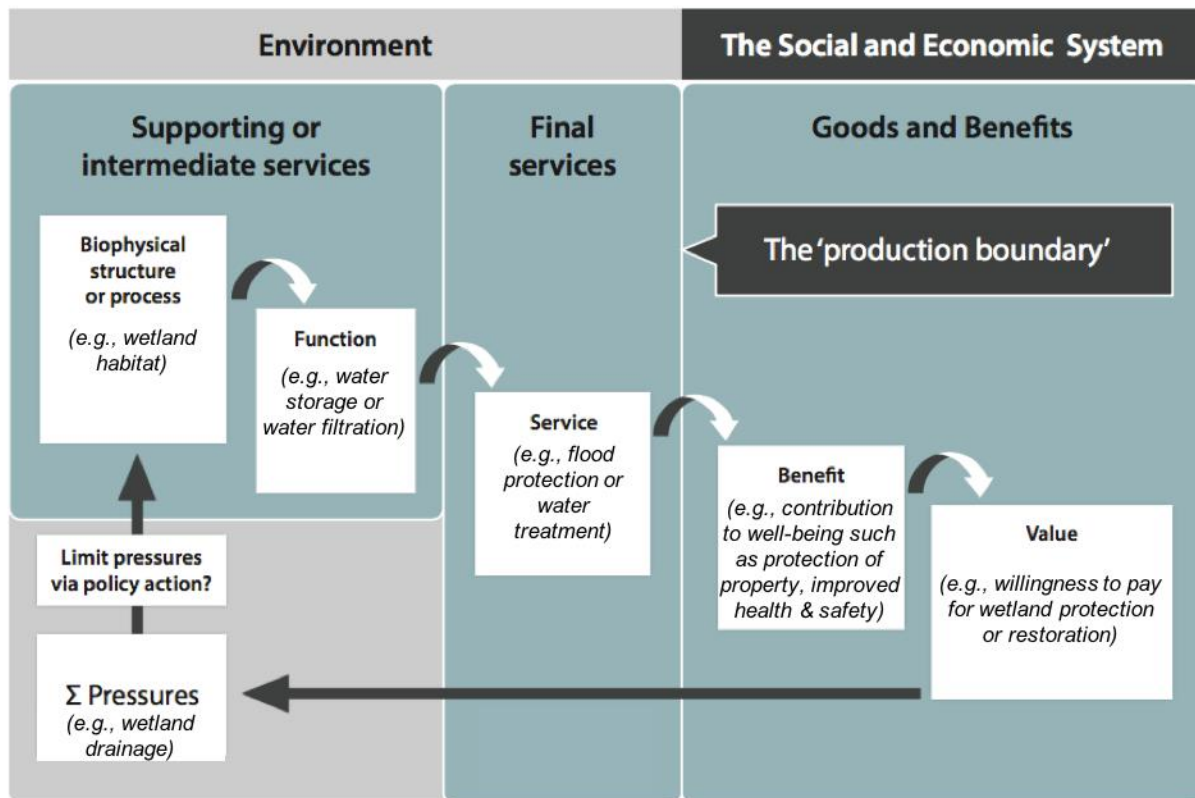 Environment
The Social and Economic System
Supporting or
intermediate services
Final
services
Goods and Benefits
The 'production boundary'
Biophysical
structure
or process
(e.g., wetland
habitat)
Function
(e.g., water
storage or
water filtration)
Service
(e.g., flood
protection or
water
treatment)
Benefit
(e.g., contribution
to well-being such
as protection of
property, improved
health & safety)
Value
(e.g., willingness to pay
for wetland protection
or restoration)
Limit pressures
via policy action?
Σ Pressures
(e.g., wetland
drainage)